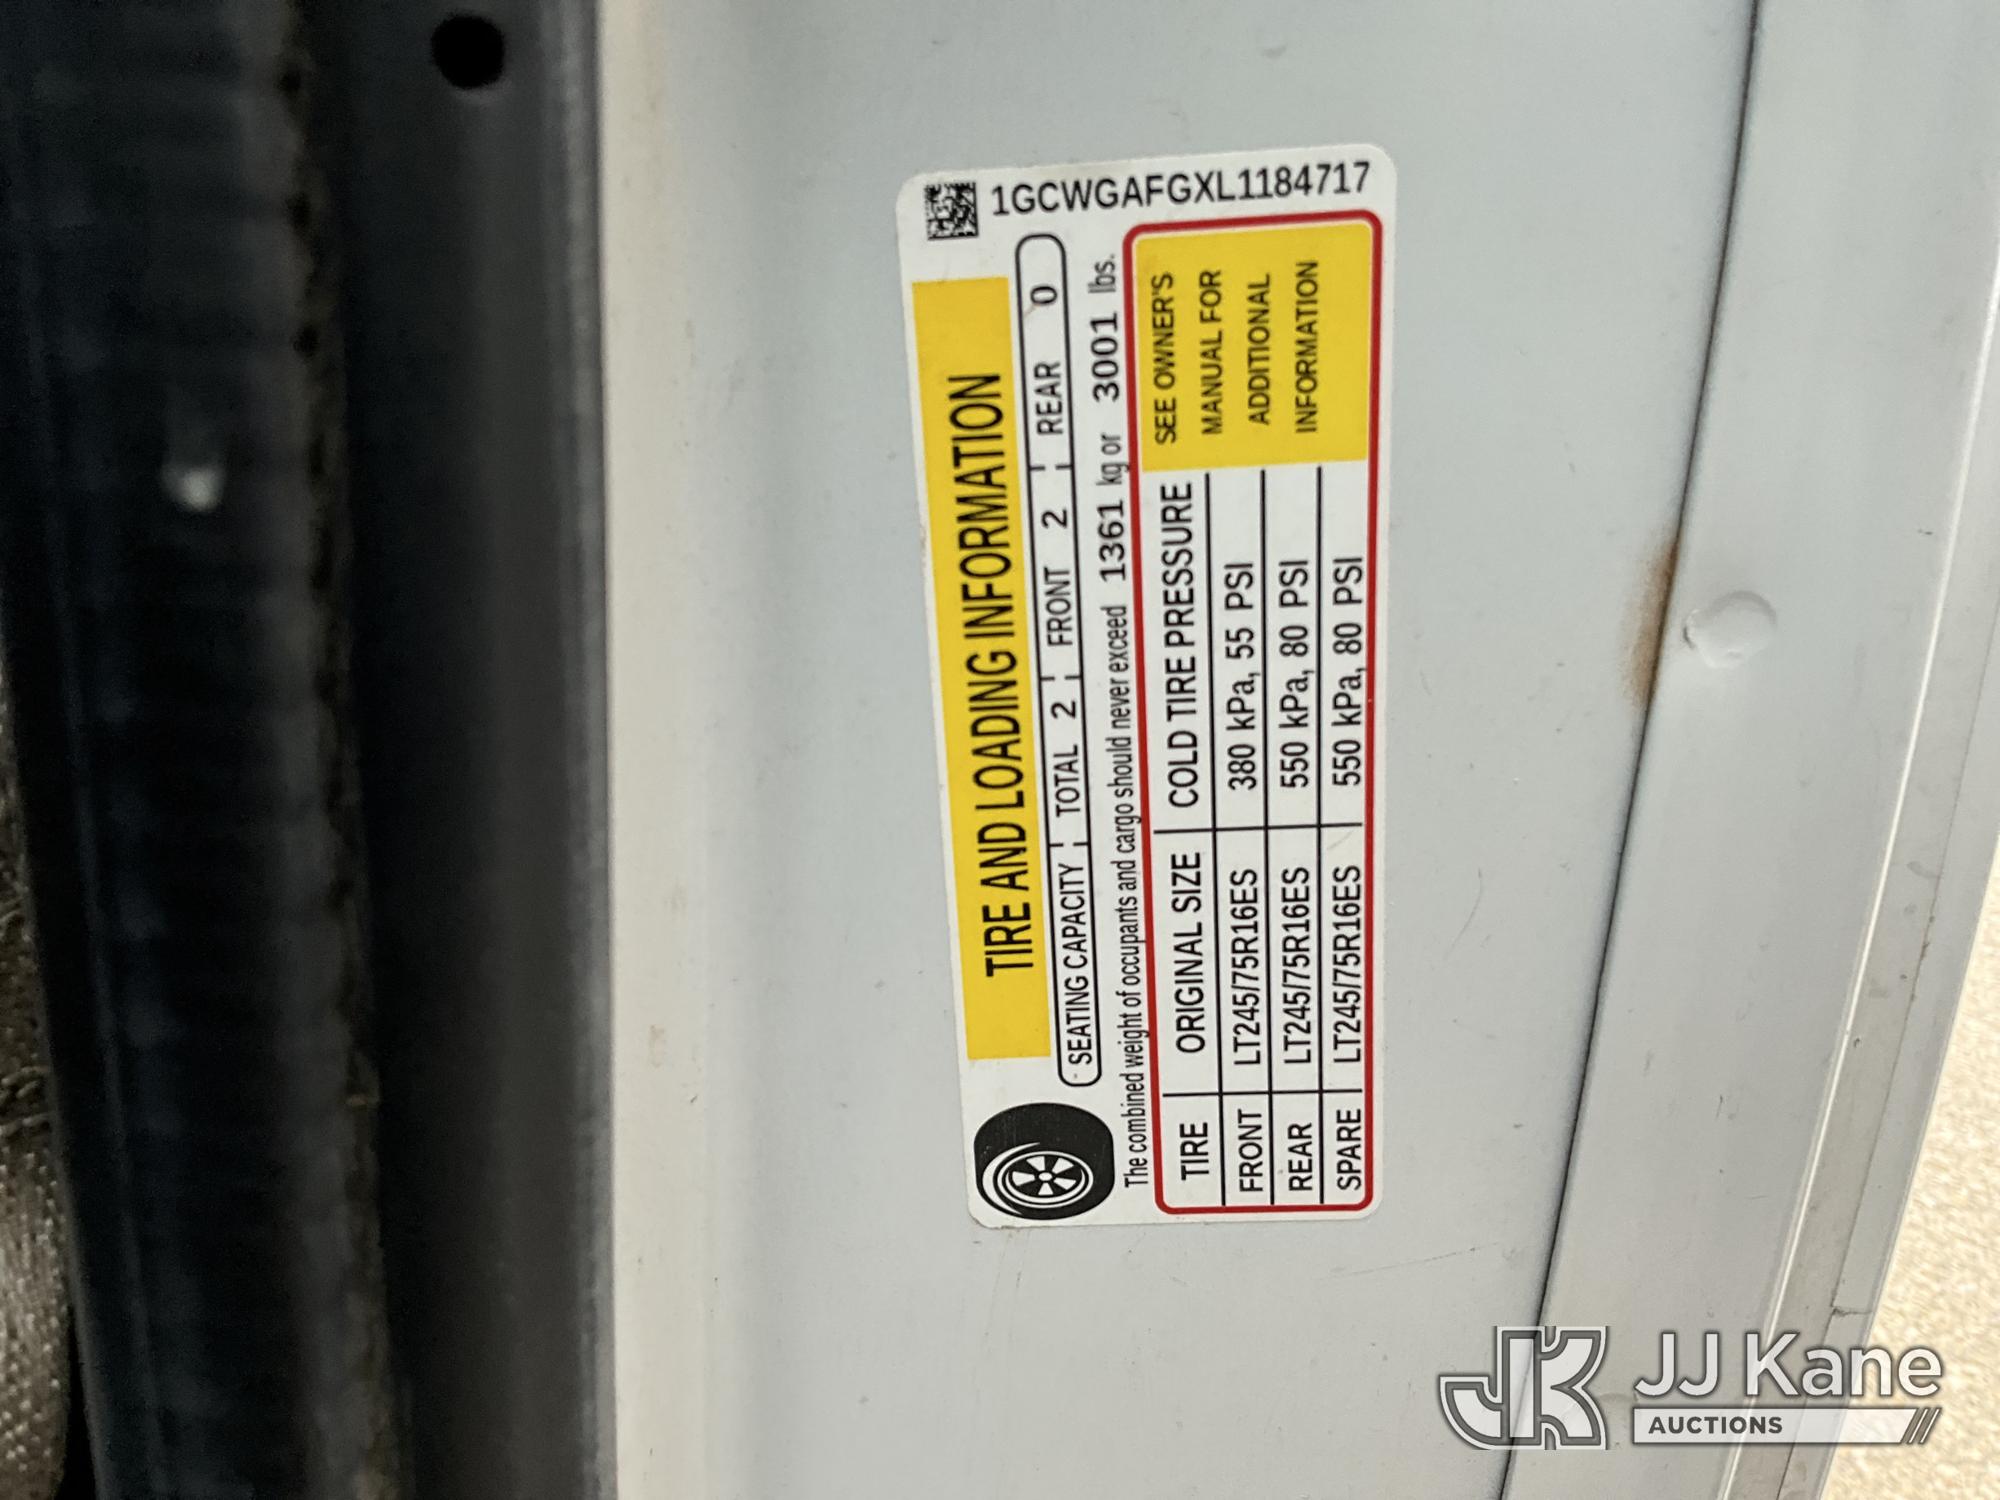 1GCWGAFGXL1184717
TIRE AND LOADING INFORMATION
SEATING CAPACITY TOTAL 2 FRONT 2 REAR 0
The combined weight of occupants and cargo should never exceed 1361 kg or 3001 lbs.
TIRE ORIGINAL SIZE COLD TIRE PRESSURE
FRONT LT245/75R16ES 380 kPa, 55 PSI
REAR LT245/75R16ES 550 kPa, 80 PSI
SPARE LT245/75R16ES 550 kPa, 80 PSI
SEE OWNER'S
MANUAL FOR
ADDITIONAL
INFORMATION
JK JJ Kane
AUCTIONS